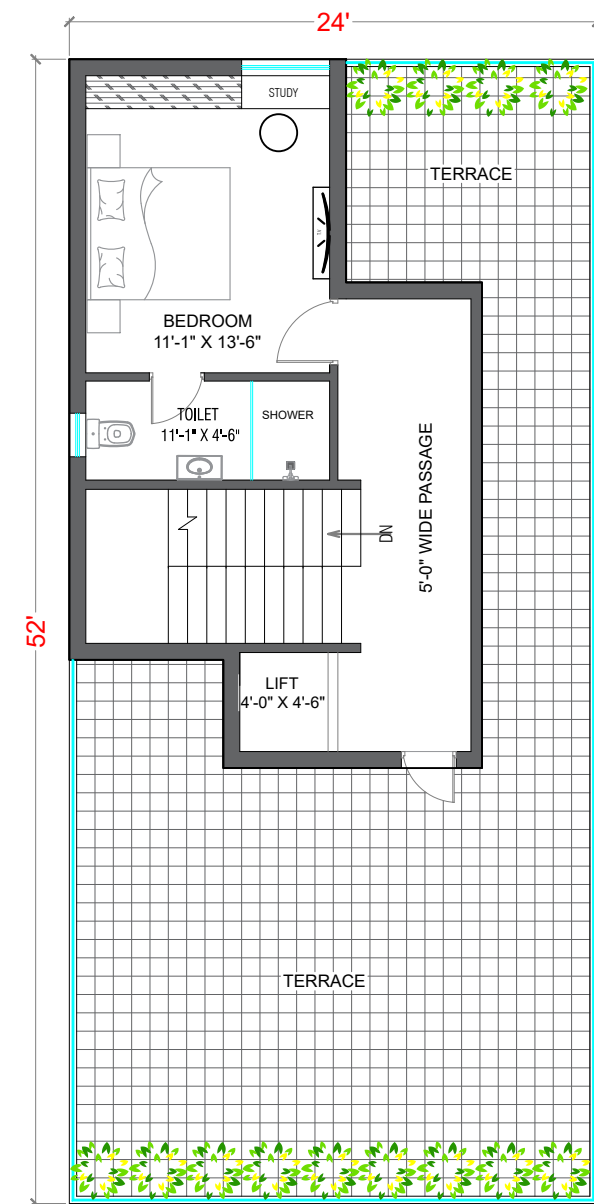 24'
STUDY
TERRACE
T.V.
BEDROOM
11'-1" X 13'-6"
TOILET
11'-1" X 4'-6"
SHOWER
5'-0" WIDE PASSAGE
DN
52'
LIFT
4'-0" X 4'-6"
TERRACE